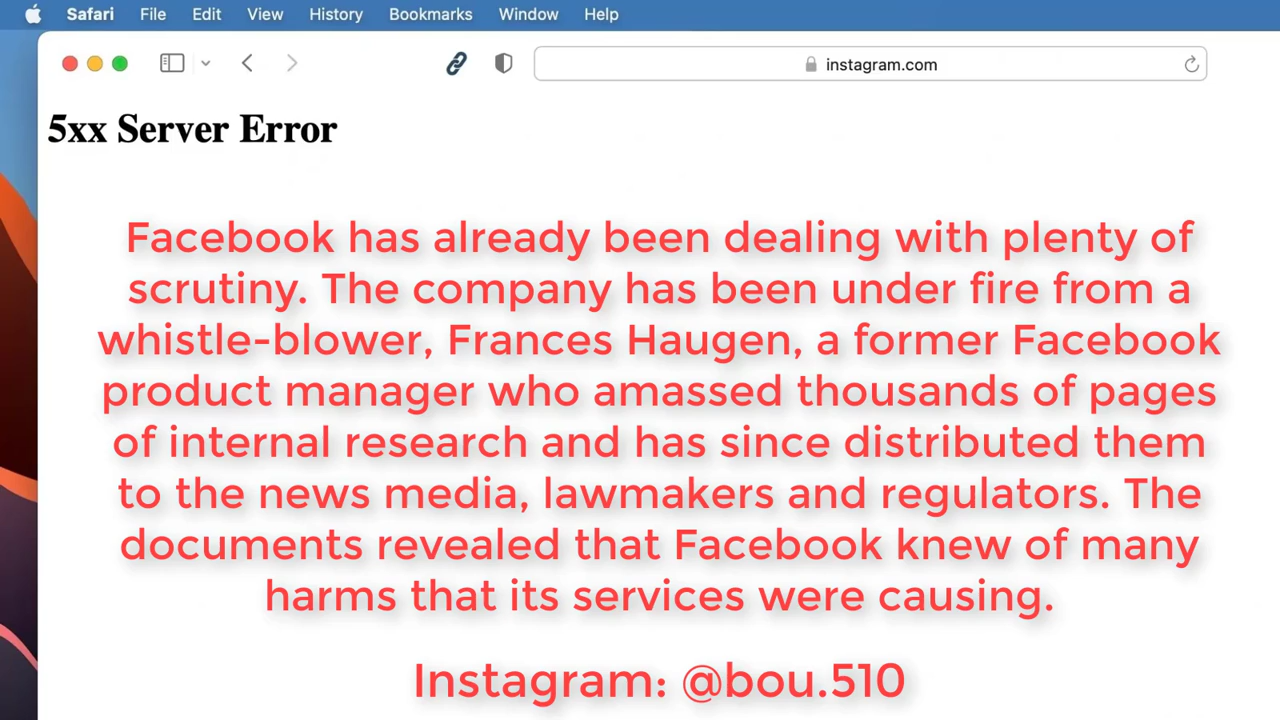 Safari File Edit View History Bookmarks Window Help
instagram.com
5xx Server Error
Facebook has already been dealing with plenty of
scrutiny. The company has been under fire from a
whistle-blower, Frances Haugen, a former Facebook
product manager who amassed thousands of pages
of internal research and has since distributed them
to the news media, lawmakers and regulators. The
documents revealed that Facebook knew of many
harms that its services were causing.
Instagram: @bou.510